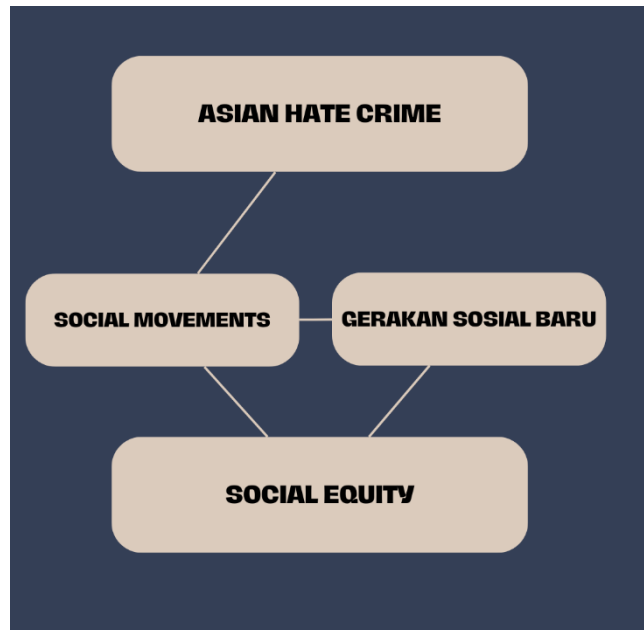 ASIAN HATE CRIME
SOCIAL MOVEMENTS
GERAKAN SOSIAL BARU
SOCIAL EQUITY